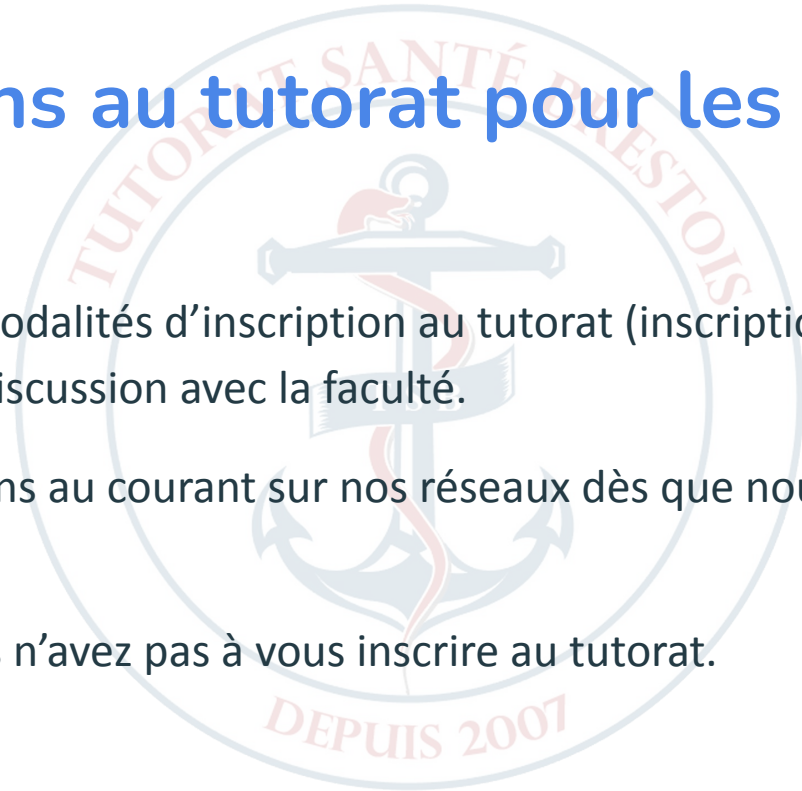 TUTORAT SANTÉ BRESTOIS
ns au tutorat pour les
odalités d’inscription au tutorat (inscriptio
iscussion avec la faculté.
TSB
ns au courant sur nos réseaux dès que nou
s n’avez pas à vous inscrire au tutorat.
DEPUIS 2007